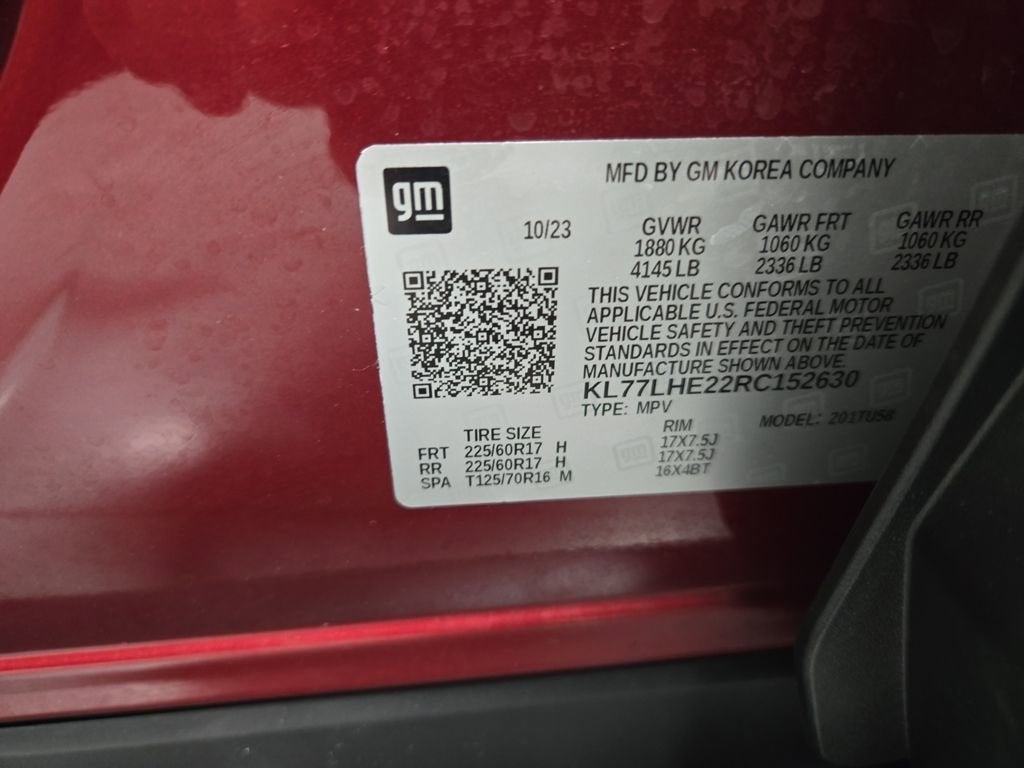 gm
MFD BY GM KOREA COMPANY
10/23 GVWR GAWR FRT GAWR RR
1880 KG 1060 KG 1060 KG
4145 LB 2336 LB 2336 LB
THIS VEHICLE CONFORMS TO ALL
APPLICABLE U.S. FEDERAL MOTOR
VEHICLE SAFETY AND THEFT PREVENTION
STANDARDS IN EFFECT ON THE DATE OF
MANUFACTURE SHOWN ABOVE.
KL77LHE22RC152630
TYPE: MPV MODEL: 201TU58
TIRE SIZE RIM
FRT 225/60R17 H 17X7.5J
RR 225/60R17 H 17X7.5J
SPA T125/70R16 M 16X4BT